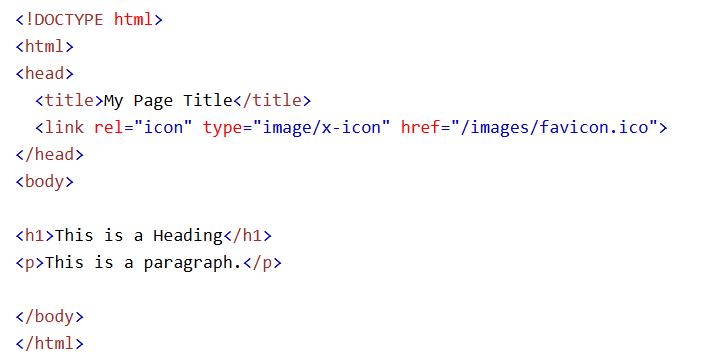 <!DOCTYPE html>
<html>
<head>
  <title>My Page Title</title>
  <link rel="icon" type="image/x-icon" href="/images/favicon.ico">
</head>
<body>

<h1>This is a Heading</h1>
<p>This is a paragraph.</p>

</body>
</html>